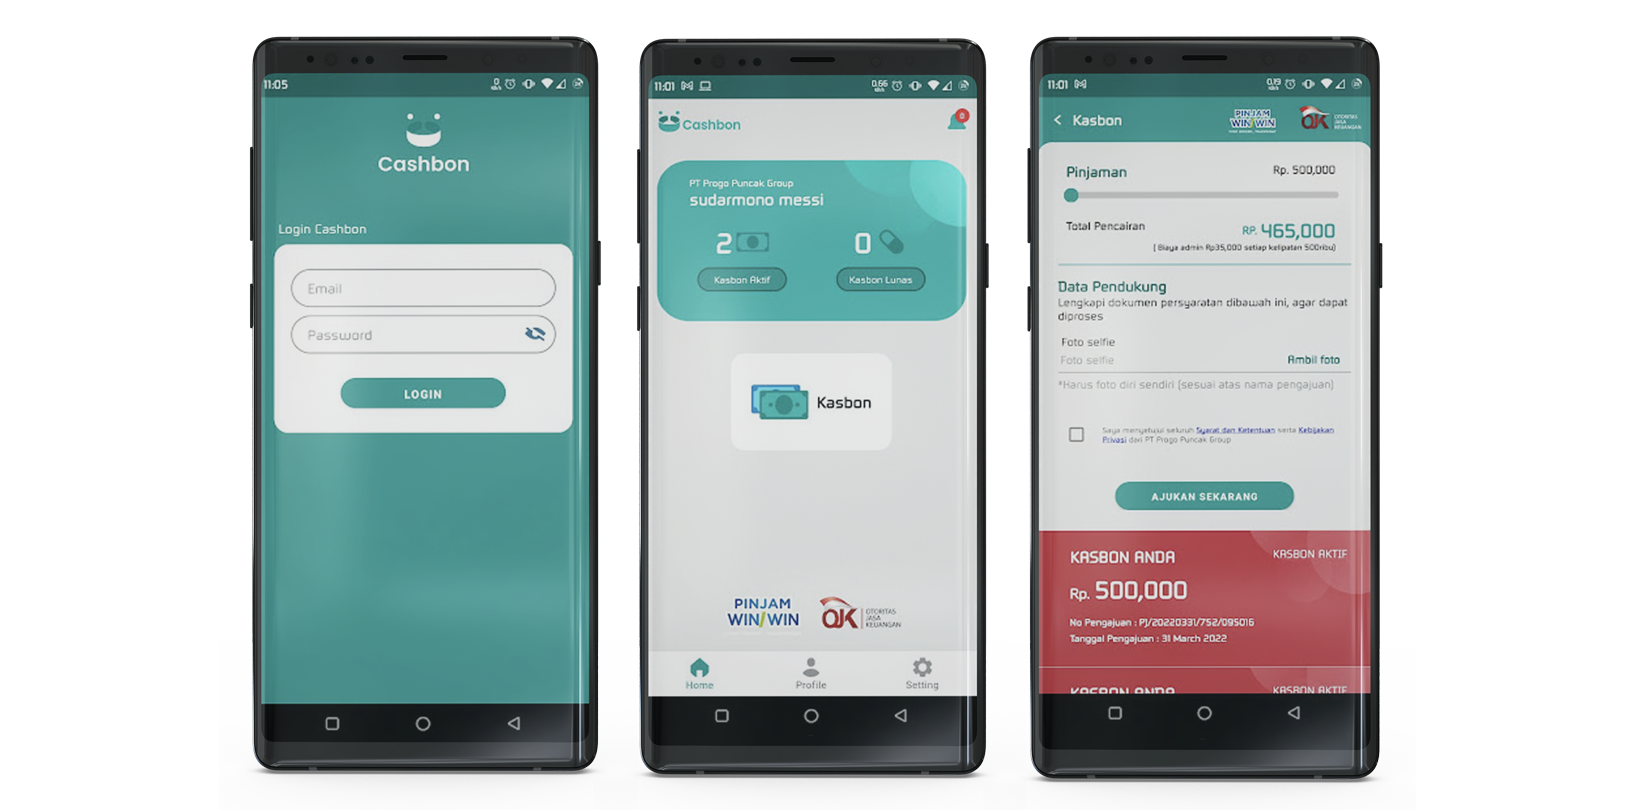 11:05
Cashbon
Login Cashbon
Email
Password
LOGIN
11:01
0.66
Cashbon
0
PT Progo Puncak Group
sudarmono messi
2
0
Kasbon Aktif
Kasbon Lunas
Kasbon
PINJAM
WIN/WIN
OJK
OTORITAS
JASA
KEUANGAN
Home
Profile
Setting
11:01
0.19
Kasbon
PINJAM
WIN/WIN
OJK
OTORITAS
JASA
KEUANGAN
Pinjaman
Rp. 500,000
Total Pencairan
RP. 465,000
( Biaya admin Rp35,000 setiap kelipatan 500ribu)
Data Pendukung
Lengkapi dokumen persyaratan dibawah ini, agar dapat
diproses
Foto selfie
Foto selfie
Ambil foto
*Harus foto diri sendiri (sesuai atas nama pengajuan)
Saya menyetujui seluruh Syarat dan Ketentuan serta Kebijakan
Privasi dari PT Progo Puncak Group
AJUKAN SEKARANG
KASBON ANDA
KASBON AKTIF
Rp. 500,000
No Pengajuan : PJ/20220331/752/095016
Tanggal Pengajuan : 31 March 2022
KASBON ANDA
KASBON AKTIF